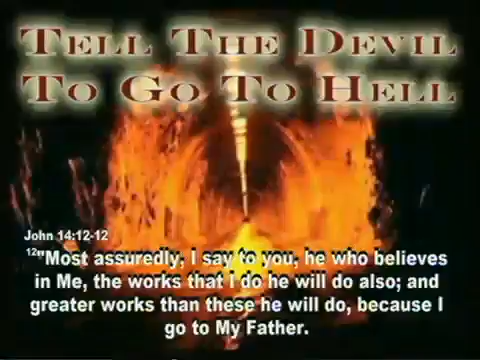 Tell The Devil
To Go To Hell
John 14:12-12
12"Most assuredly, I say to you, he who believes
in Me, the works that I do he will do also; and
greater works than these he will do, because I
go to My Father.